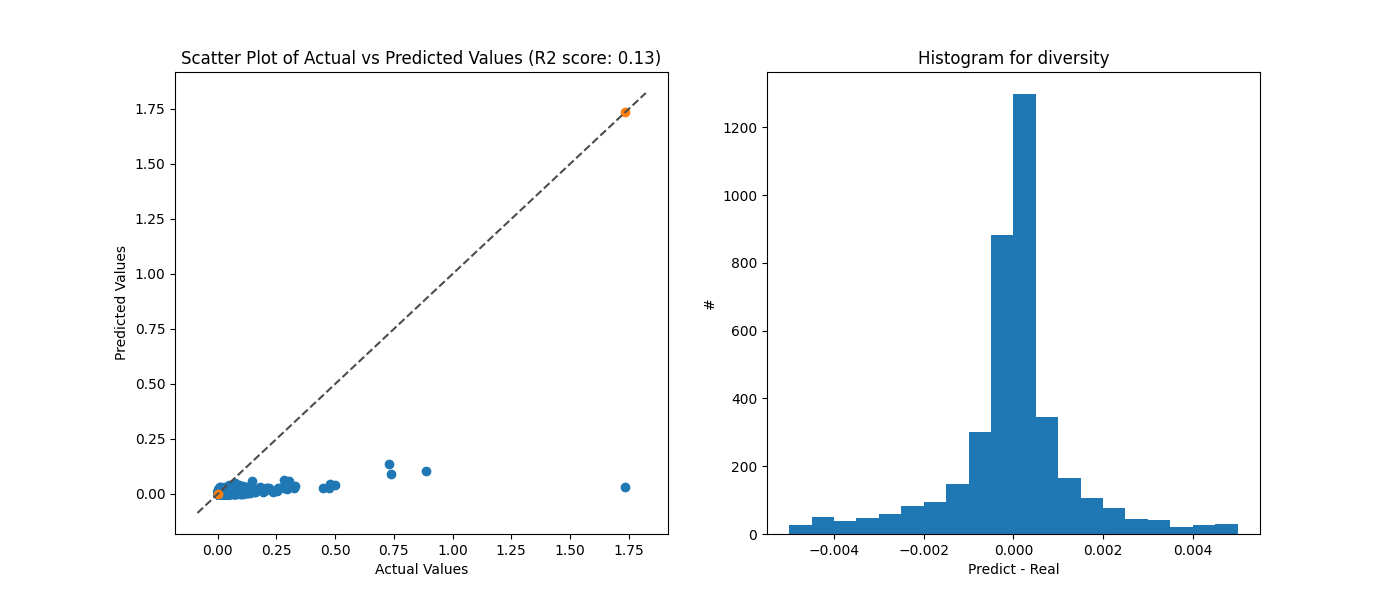 Scatter Plot of Actual vs Predicted Values (R2 score: 0.13)
1.75
1.50
1.25
1.00
0.75
0.50
0.25
0.00
Predicted Values
0.00 0.25 0.50 0.75 1.00 1.25 1.50 1.75
Actual Values
Histogram for diversity
1200
1000
800
600
400
200
0
#
−0.004 −0.002 0.000 0.002 0.004
Predict - Real